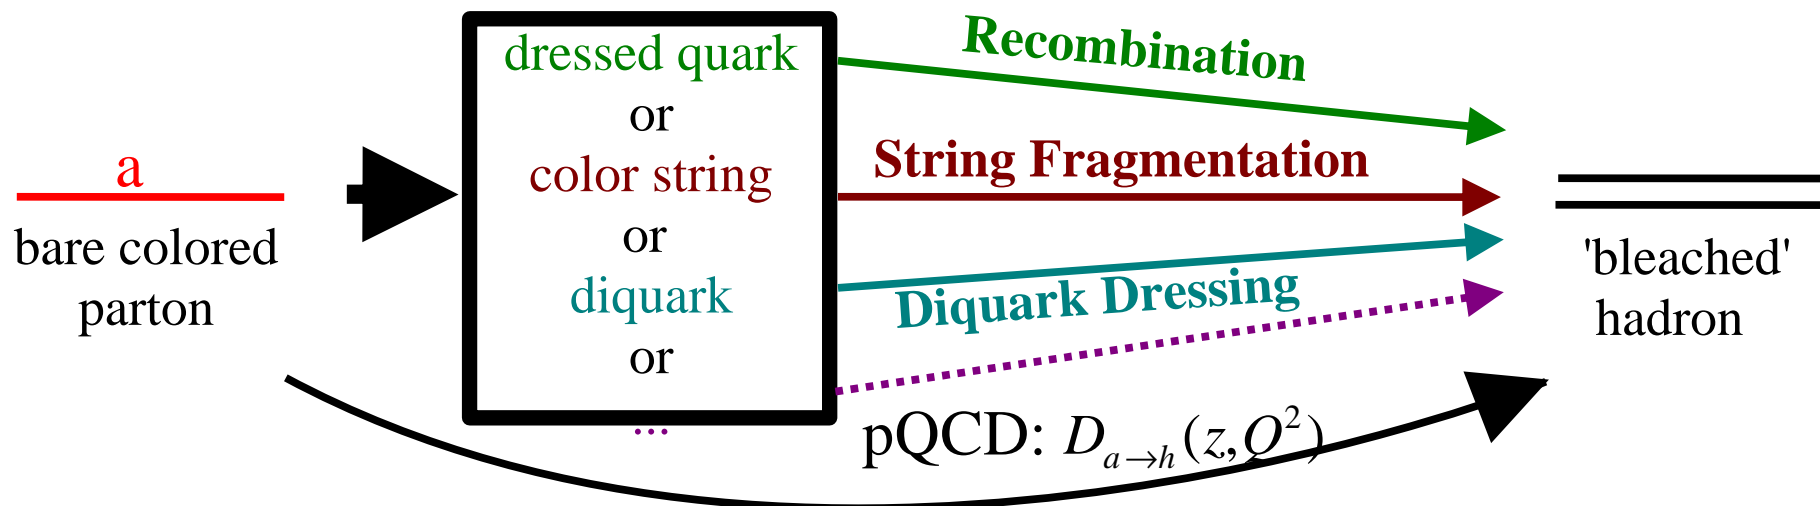 a
bare colored
parton
dressed quark
or
color string
or
diquark
or
...
Recombination
String Fragmentation
Diquark Dressing
pQCD: D_{a→h}(z,Q²)
'bleached'
hadron